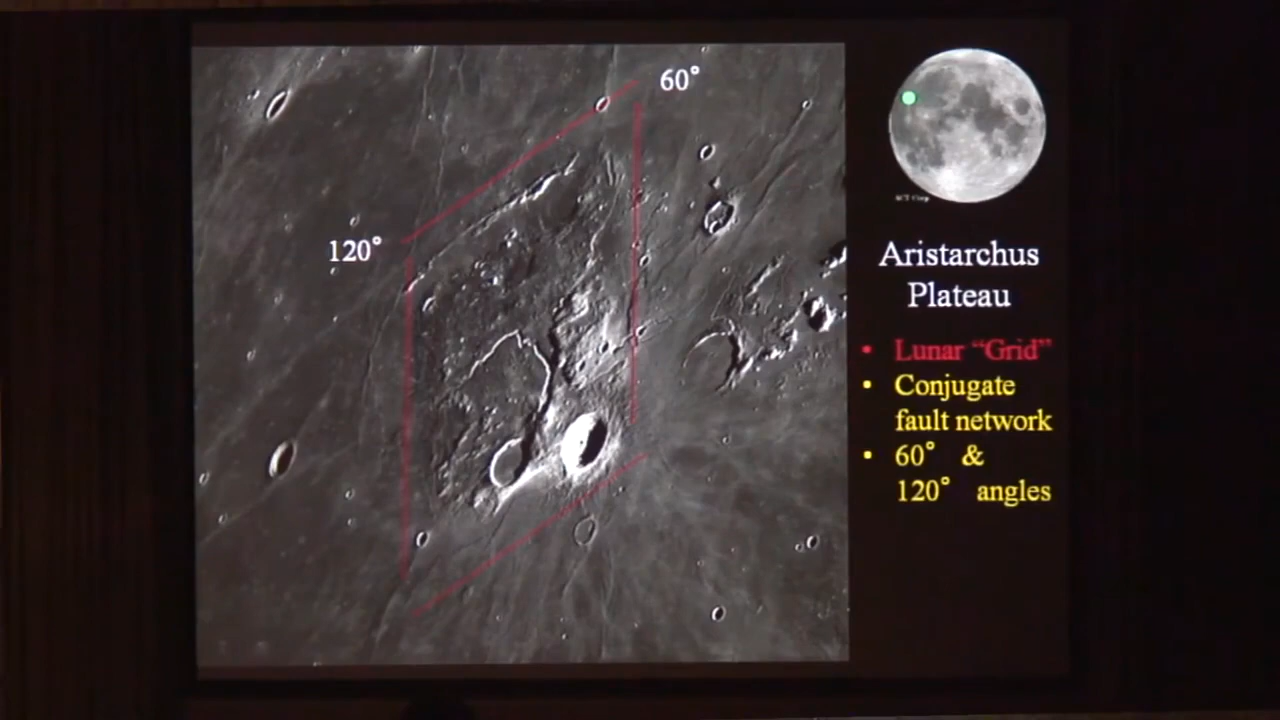 60°
120°
Aristarchus
Plateau
• Lunar “Grid”
• Conjugate
fault network
• 60° &
120° angles